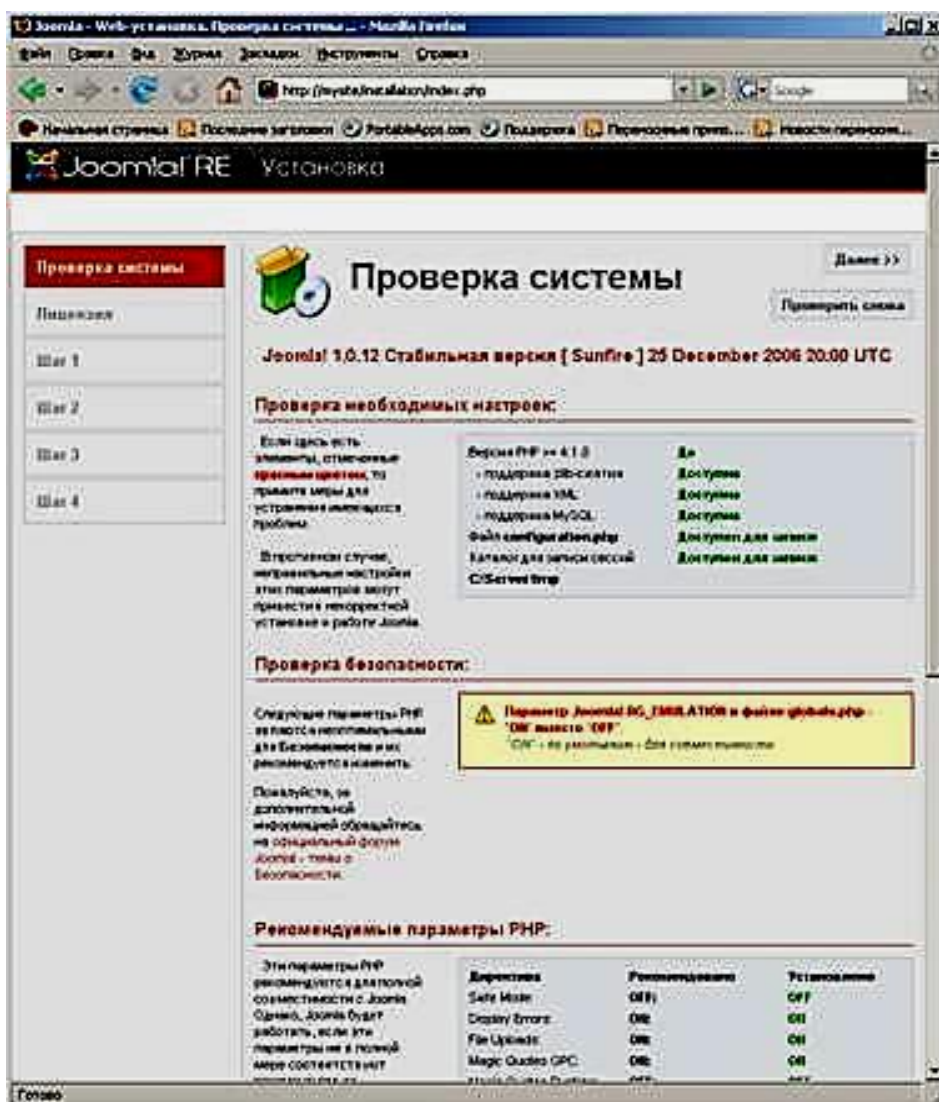 Joomla - Web-установка. Проверка системы ... - Mozilla Firefox
Файл Правка Вид Журнал Закладки Инструменты Справка
http://mysite/installation/index.php
Google
Начальная страница Последние заголовки PortableApps.com Поддержка Переносимые прило... Новости переносим...
Joomla! RE Установка
Проверка системы
Лицензия
Шаг 1
Шаг 2
Шаг 3
Шаг 4
Проверка системы
Далее >>
Проверить снова
Joomla! 1.0.12 Стабильная версия [ Sunfire ] 25 December 2006 20:00 UTC
Проверка необходимых настроек:
Если здесь есть
элементы, отмеченные
красным цветом, то
примите меры для
устранения имеющихся
проблем.
В противном случае,
неправильные настройки
этих параметров могут
привести к некорректной
установке и работе Joomla.
Версия PHP >= 4.1.0 Да
- поддержка zlib-сжатия Доступна
- поддержка XML Доступна
- поддержка MySQL Доступна
Файл configuration.php Доступен для записи
Каталог для записи сессий Доступен для записи
C:/Server/tmp
Проверка безопасности:
Следующие параметры PHP
являются неоптимальными
для Безопасности и их
рекомендуется изменить.
Пожалуйста, за
дополнительной
информацией обращайтесь
на официальный форум
Joomla! - темы о
Безопасности.
Параметр Joomla! RG_EMULATION в файле globals.php -
'ON' вместо 'OFF'
'ON' - по умолчанию - для совместимости
Рекомендуемые параметры PHP:
Эти параметры PHP
рекомендуются для полной
совместимости с Joomla.
Однако, Joomla будет
работать, если эти
параметры не в полной
мере соответствуют
Директива Рекомендовано Установлено
Safe Mode: OFF: OFF
Display Errors: ON: ON
File Uploads: ON: ON
Magic Quotes GPC: ON: ON
Готово